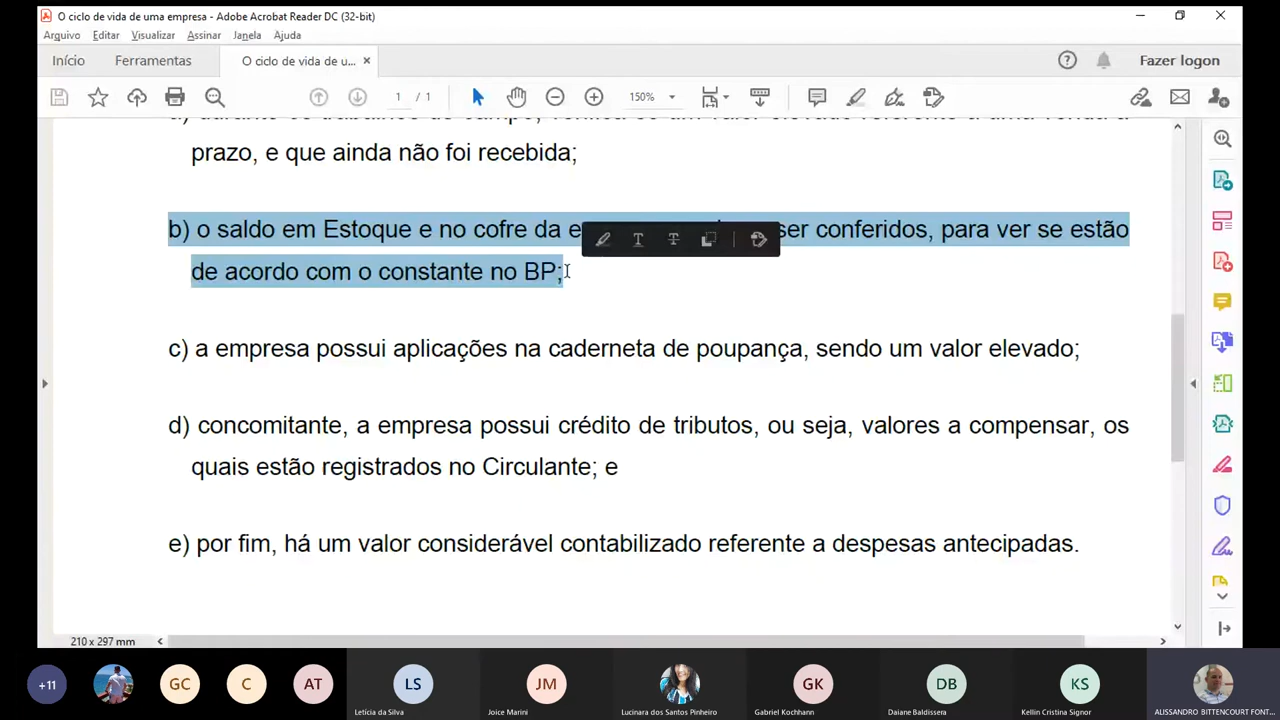 O ciclo de vida de uma empresa - Adobe Acrobat Reader DC (32-bit)
Arquivo Editar Visualizar Assinar Janela Ajuda
Início Ferramentas O ciclo de vida de u... × Fazer logon
1 / 1 150%
prazo, e que ainda não foi recebida;
b) o saldo em Estoque e no cofre da ser conferidos, para ver se estão
de acordo com o constante no BP;
c) a empresa possui aplicações na caderneta de poupança, sendo um valor elevado;
d) concomitante, a empresa possui crédito de tributos, ou seja, valores a compensar, os
quais estão registrados no Circulante; e
e) por fim, há um valor considerável contabilizado referente a despesas antecipadas.
210 x 297 mm
+11 GC C AT LS JM GK DB KS
Letícia da Silva Joice Marini Lucinara dos Santos Pinheiro Gabriel Kochhann Daiane Baldissera Kellin Cristina Signor ALISSANDRO BITTENCOURT FONT...